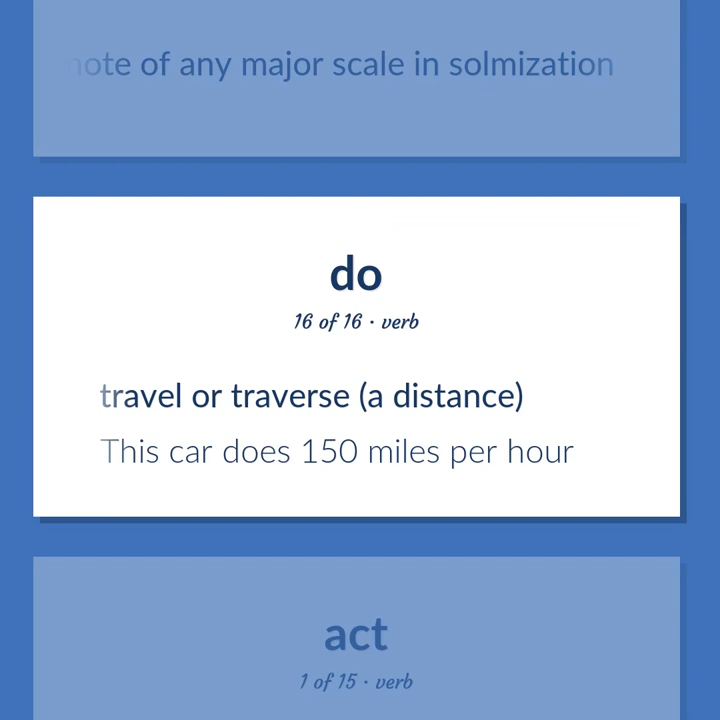 note of any major scale in solmization
do
16 of 16 · verb
travel or traverse (a distance)
This car does 150 miles per hour
act
1 of 15 · verb